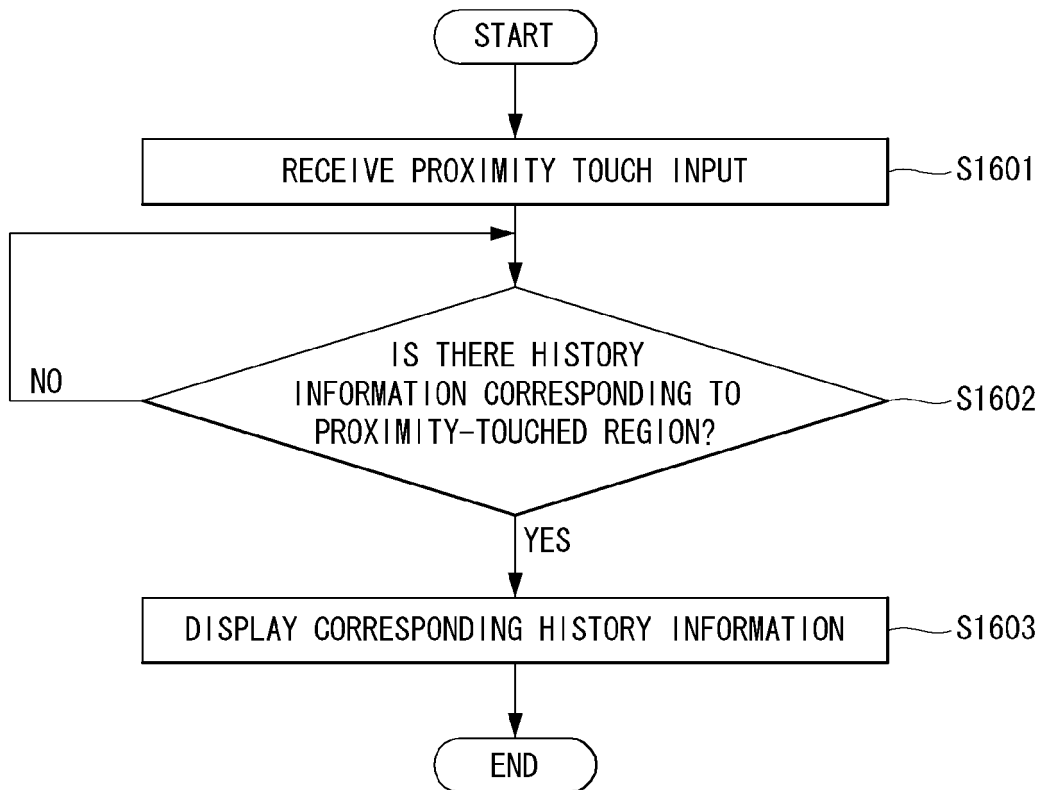 START
RECEIVE PROXIMITY TOUCH INPUT
S1601
IS THERE HISTORY
INFORMATION CORRESPONDING TO
PROXIMITY-TOUCHED REGION?
NO
S1602
YES
DISPLAY CORRESPONDING HISTORY INFORMATION
S1603
END